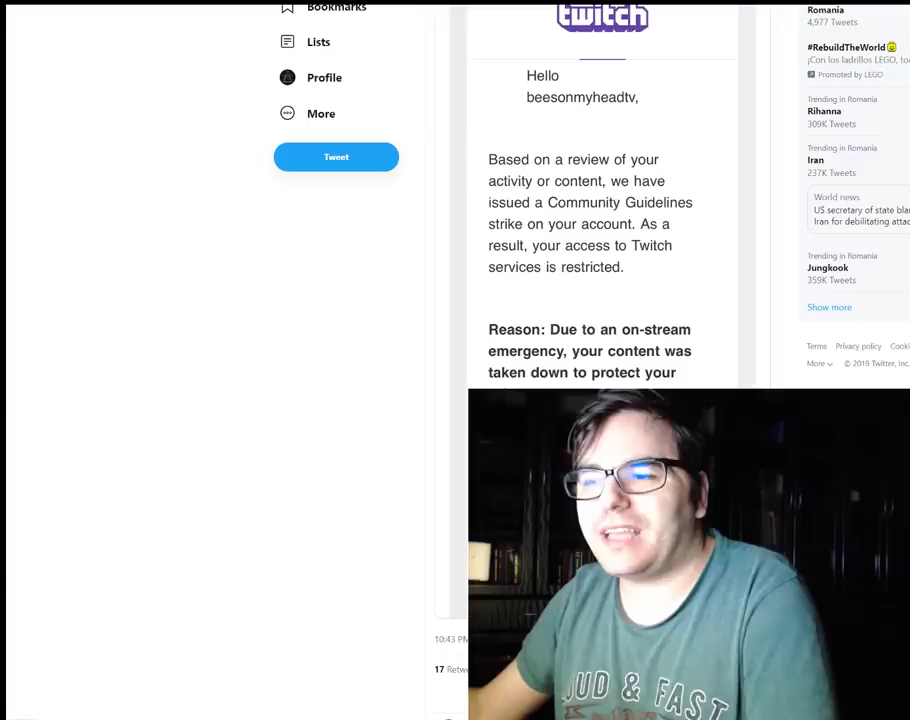 Bookmarks
Lists
Profile
More
Tweet
twitch
Hello
beesonmyheadtv,
Based on a review of your
activity or content, we have
issued a Community Guidelines
strike on your account. As a
result, your access to Twitch
services is restricted.
Reason: Due to an on-stream
emergency, your content was
taken down to protect your
10:43 PM
17 Retwe
Romania
4,977 Tweets
#RebuildTheWorld
¡Con los ladrillos LEGO,
Promoted by LEGO
Trending in Romania
Rihanna
309K Tweets
Trending in Romania
Iran
237K Tweets
World news
US secretary of state
Iran for debilitating
Trending in Romania
Jungkook
359K Tweets
Show more
Terms Privacy policy
More © 2019 Twitter, Inc.
LOUD & FAST